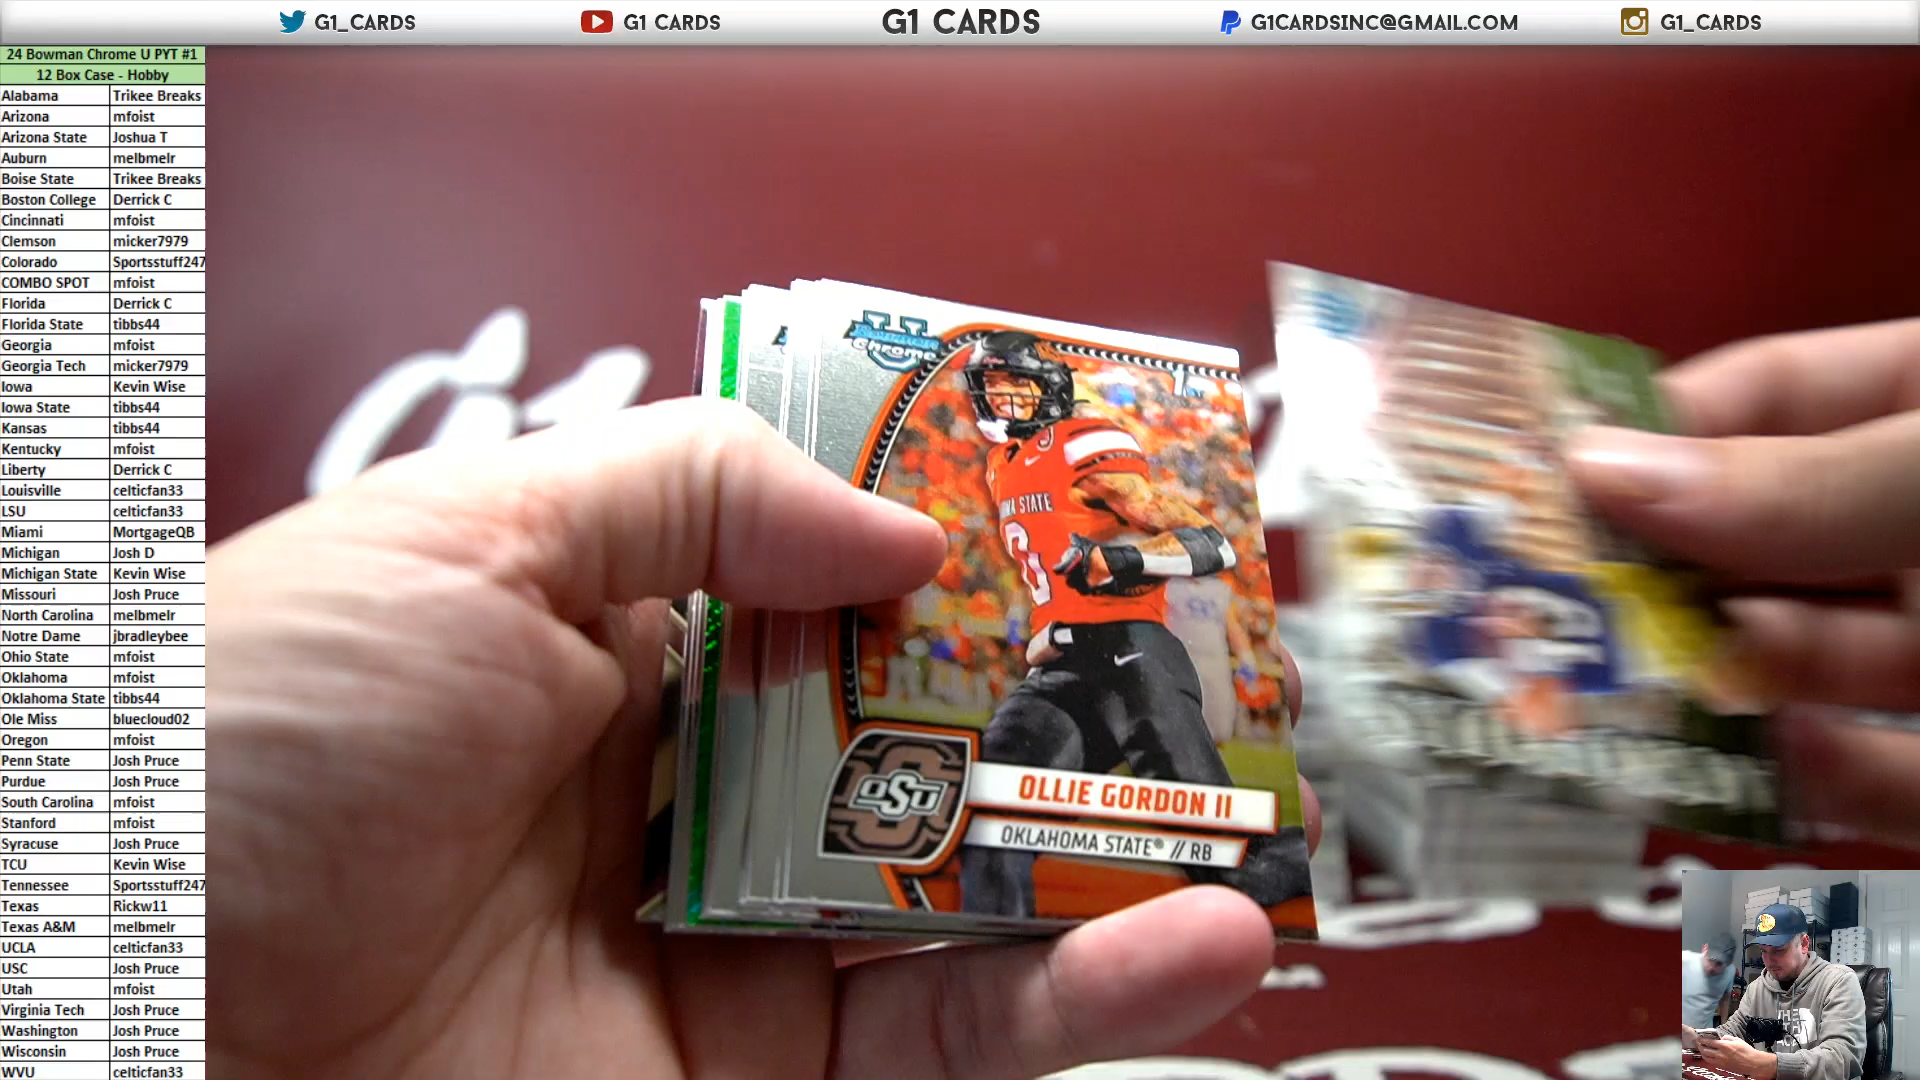 G1_CARDS G1 CARDS G1 CARDS G1CARDSINC@GMAIL.COM G1_CARDS
24 Bowman Chrome U PYT #1
12 Box Case - Hobby
Alabama Trikee Breaks
Arizona mfoist
Arizona State Joshua T
Auburn melbmelr
Boise State Trikee Breaks
Boston College Derrick C
Cincinnati mfoist
Clemson micker7979
Colorado Sportsstuff247
COMBO SPOT mfoist
Florida Derrick C
Florida State tibbs44
Georgia mfoist
Georgia Tech micker7979
Iowa Kevin Wise
Iowa State tibbs44
Kansas tibbs44
Kentucky mfoist
Liberty Derrick C
Louisville celticfan33
LSU celticfan33
Miami MortgageQB
Michigan Josh D
Michigan State Kevin Wise
Missouri Josh Pruce
North Carolina melbmelr
Notre Dame jbradleybee
Ohio State mfoist
Oklahoma mfoist
Oklahoma State tibbs44
Ole Miss bluecloud02
Oregon mfoist
Penn State Josh Pruce
Purdue Josh Pruce
South Carolina mfoist
Stanford mfoist
Syracuse Josh Pruce
TCU Kevin Wise
Tennessee Sportsstuff247
Texas Rickw11
Texas A&M melbmelr
UCLA celticfan33
USC Josh Pruce
Utah mfoist
Virginia Tech Josh Pruce
Washington Josh Pruce
Wisconsin Josh Pruce
WVU celticfan33
U
Bowman
Chrome
1st
STATE
0
OSU
OLLIE GORDON II
OKLAHOMA STATE® // RB